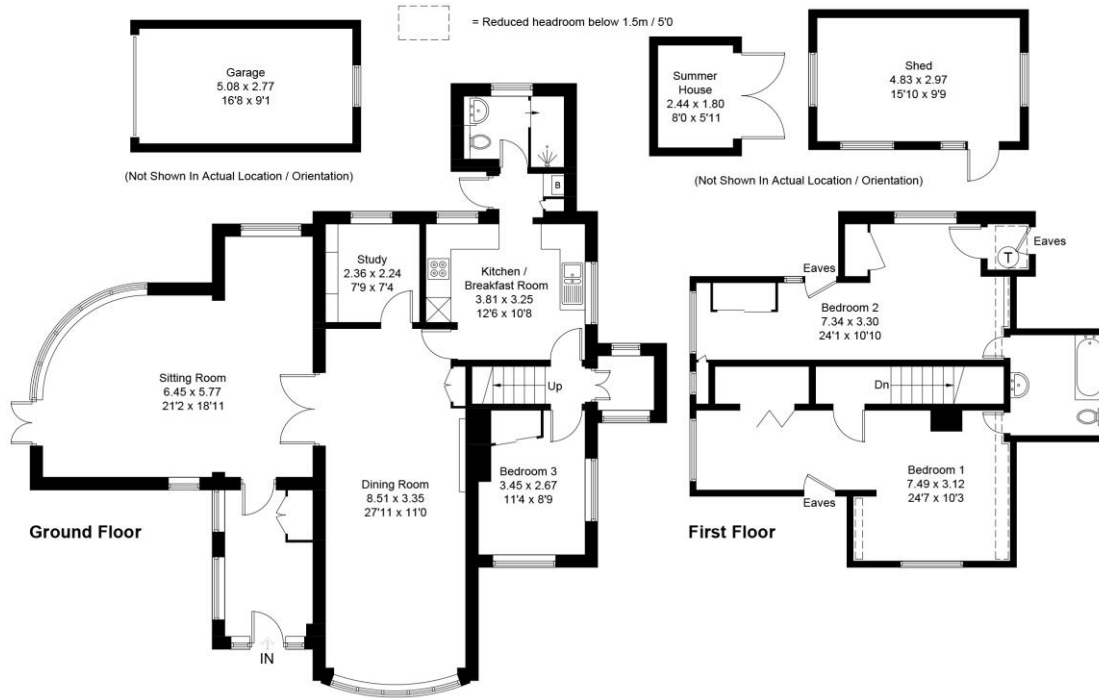 = Reduced headroom below 1.5m / 5'0
Garage
5.08 x 2.77
16'8 x 9'1
(Not Shown In Actual Location / Orientation)
Summer
House
2.44 x 1.80
8'0 x 5'11
Shed
4.83 x 2.97
15'10 x 9'9
(Not Shown In Actual Location / Orientation)
B
Study
2.36 x 2.24
7'9 x 7'4
Kitchen /
Breakfast Room
3.81 x 3.25
12'6 x 10'8
Sitting Room
6.45 x 5.77
21'2 x 18'11
Up
Dining Room
8.51 x 3.35
27'11 x 11'0
Bedroom 3
3.45 x 2.67
11'4 x 8'9
Ground Floor
IN
Eaves
T
Eaves
Bedroom 2
7.34 x 3.30
24'1 x 10'10
Dn
Bedroom 1
7.49 x 3.12
24'7 x 10'3
Eaves
First Floor